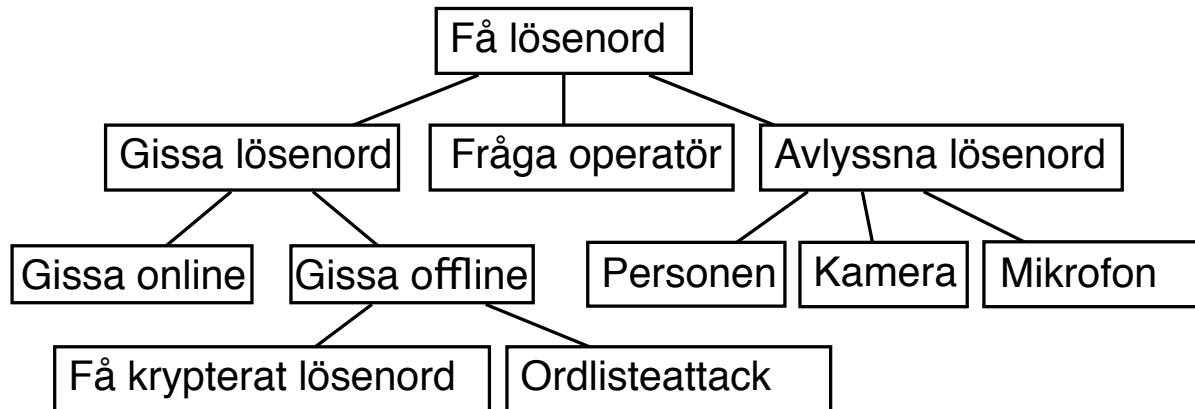 Få lösenord
Gissa lösenord
Fråga operatör
Avlyssna lösenord
Gissa online
Gissa offline
Personen
Kamera
Mikrofon
Få krypterat lösenord
Ordlisteattack